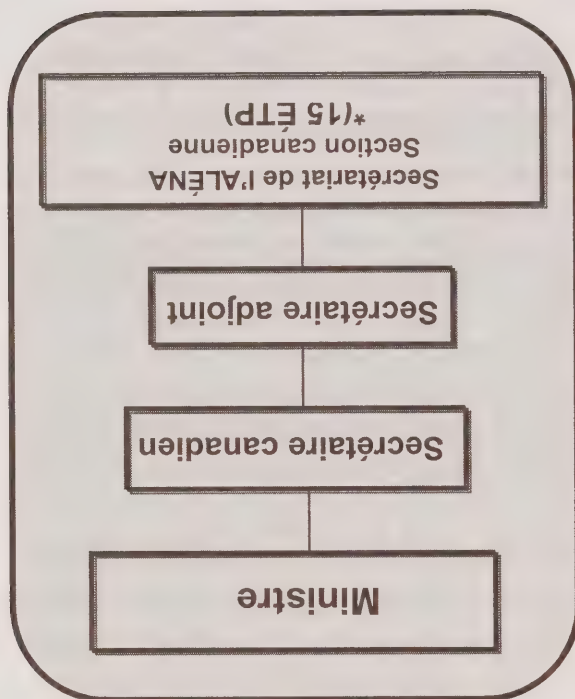 Ministre
Secrétaire canadien
Secrétaire adjoint
Secrétariat de l'ALÉNA
Section canadienne
*(15 ÉTP)